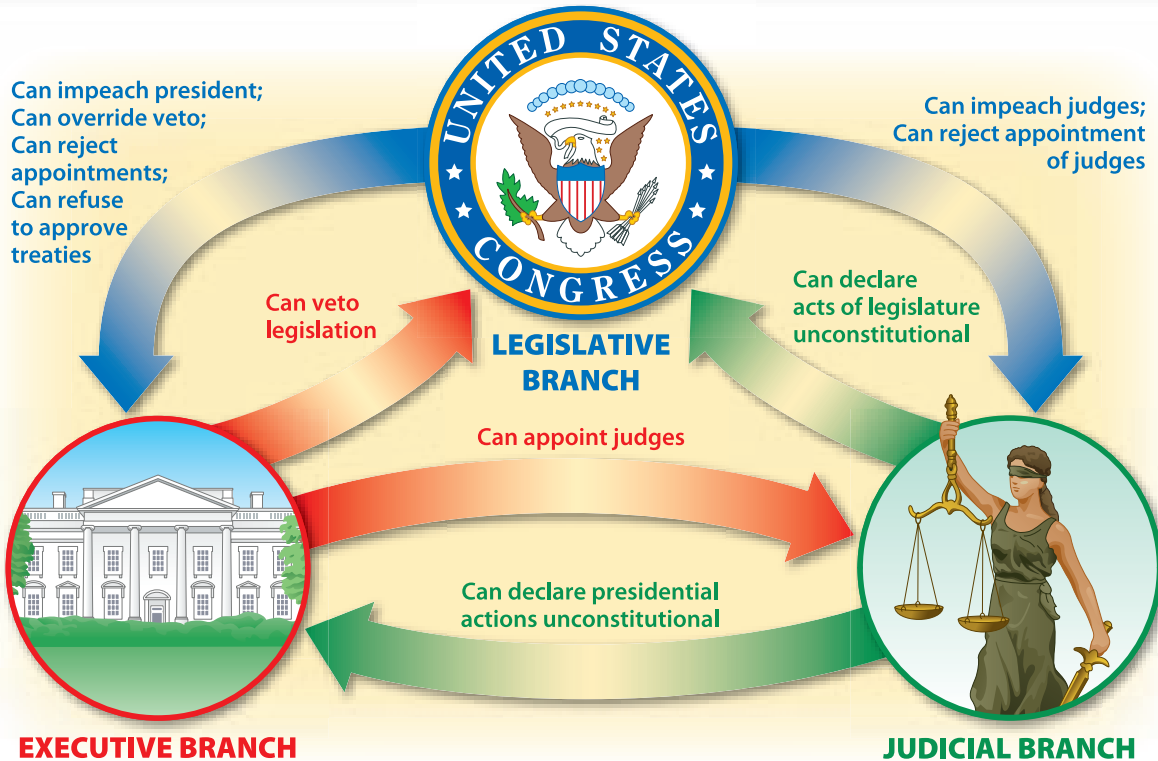 UNITED STATES
CONGRESS
Can impeach president;
Can override veto;
Can reject
appointments;
Can refuse
to approve
treaties
Can impeach judges;
Can reject appointment
of judges
Can veto
legislation
Can declare
acts of legislature
unconstitutional
LEGISLATIVE
BRANCH
Can appoint judges
Can declare presidential
actions unconstitutional
EXECUTIVE BRANCH
JUDICIAL BRANCH